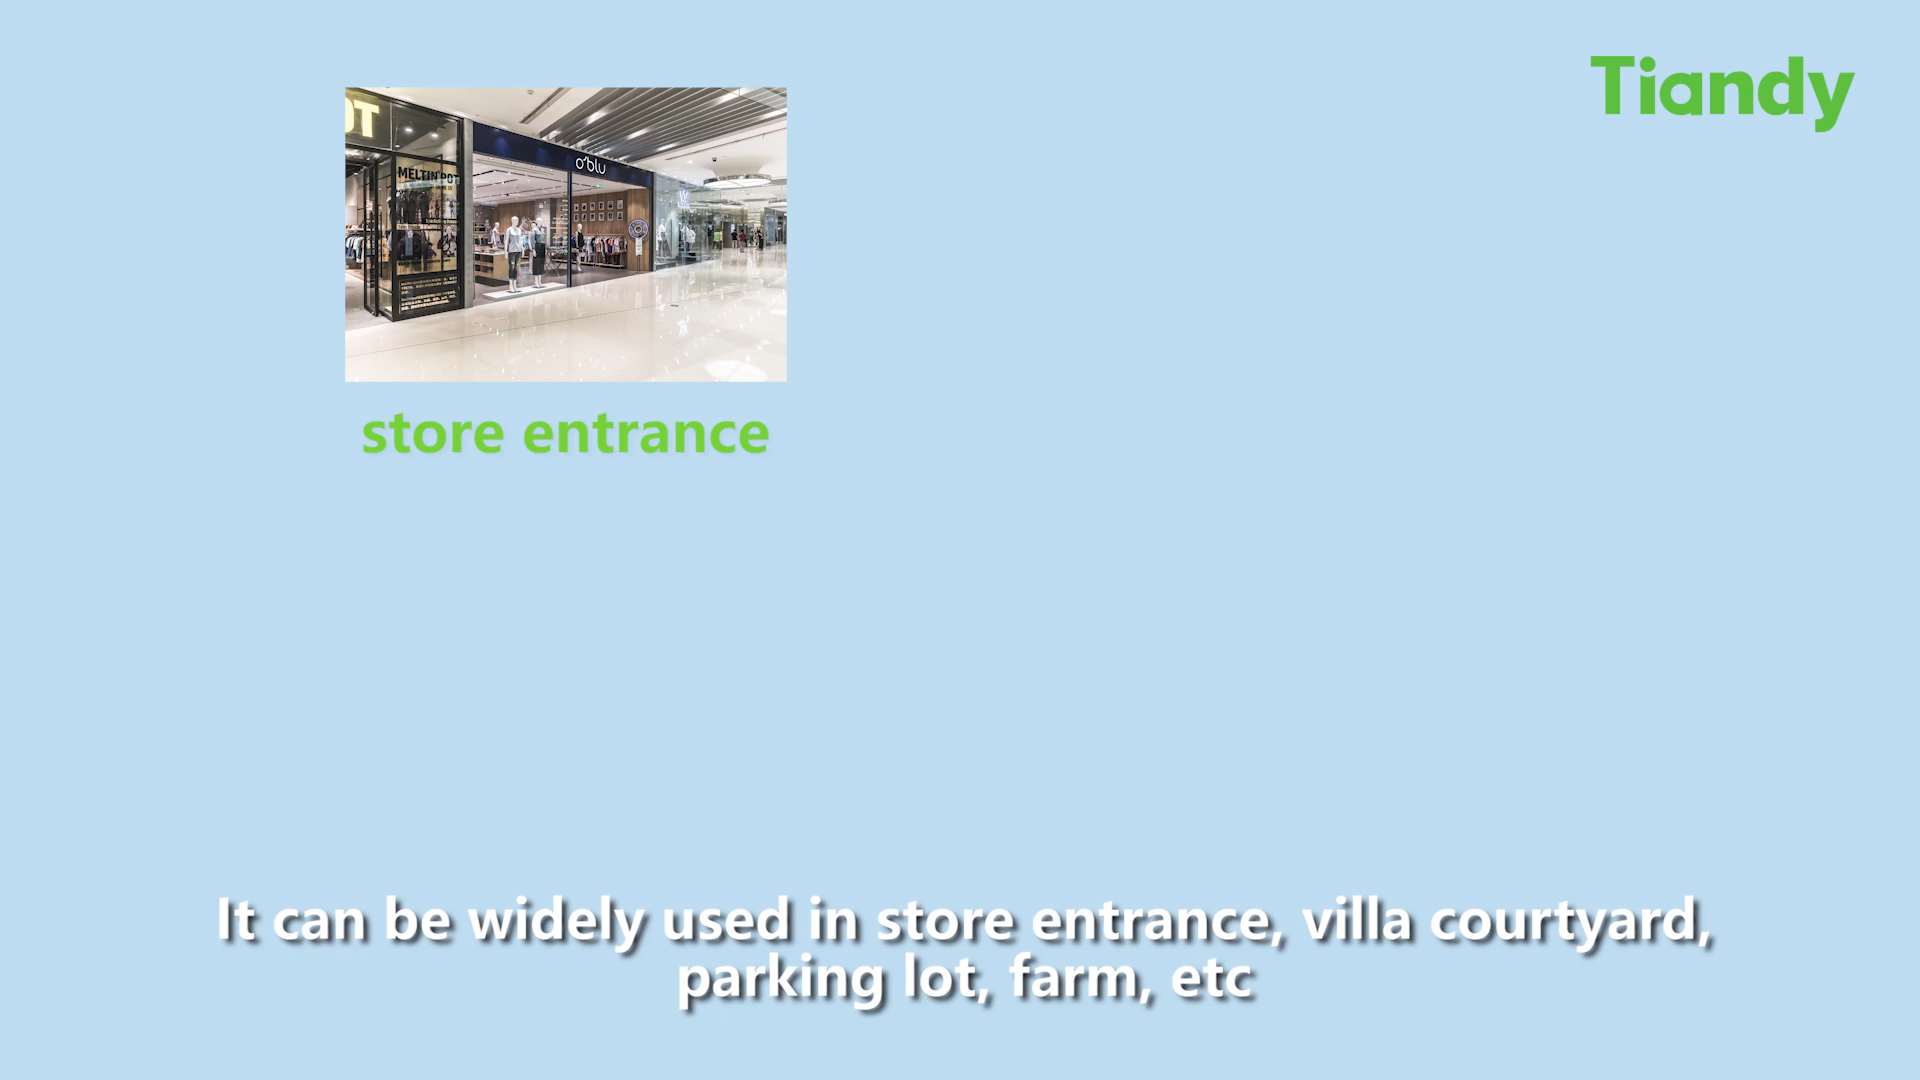 Tiandy
OT
MELTIN'POT
o'blu
store entrance
It can be widely used in store entrance, villa courtyard,
parking lot, farm, etc